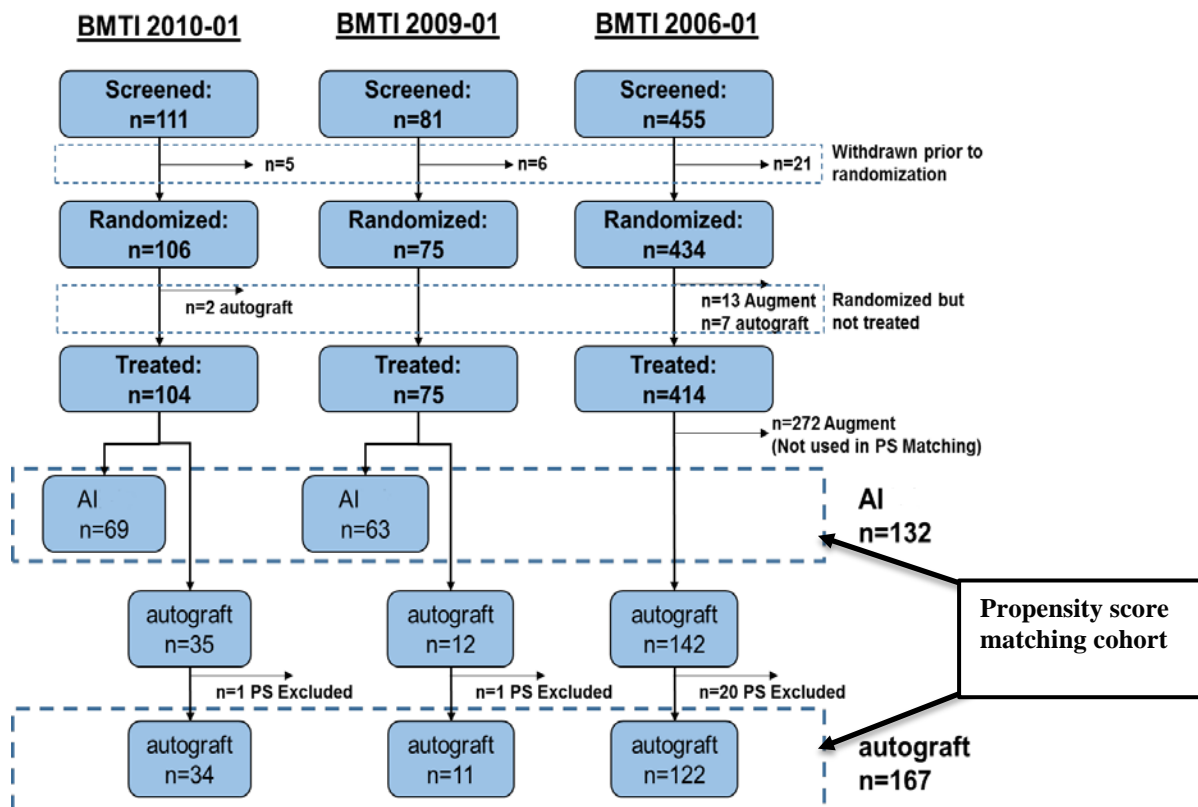 BMTI 2010-01
BMTI 2009-01
BMTI 2006-01
Screened:
n=111
Screened:
n=81
Screened:
n=455
n=5
n=6
n=21
Withdrawn prior to
randomization
Randomized:
n=106
Randomized:
n=75
Randomized:
n=434
n=2 autograft
n=13 Augment
n=7 autograft
Randomized but
not treated
Treated:
n=104
Treated:
n=75
Treated:
n=414
n=272 Augment
(Not used in PS Matching)
AI
n=69
AI
n=63
AI
n=132
Propensity score
matching cohort
autograft
n=35
autograft
n=12
autograft
n=142
n=1 PS Excluded
n=1 PS Excluded
n=20 PS Excluded
autograft
n=34
autograft
n=11
autograft
n=122
autograft
n=167